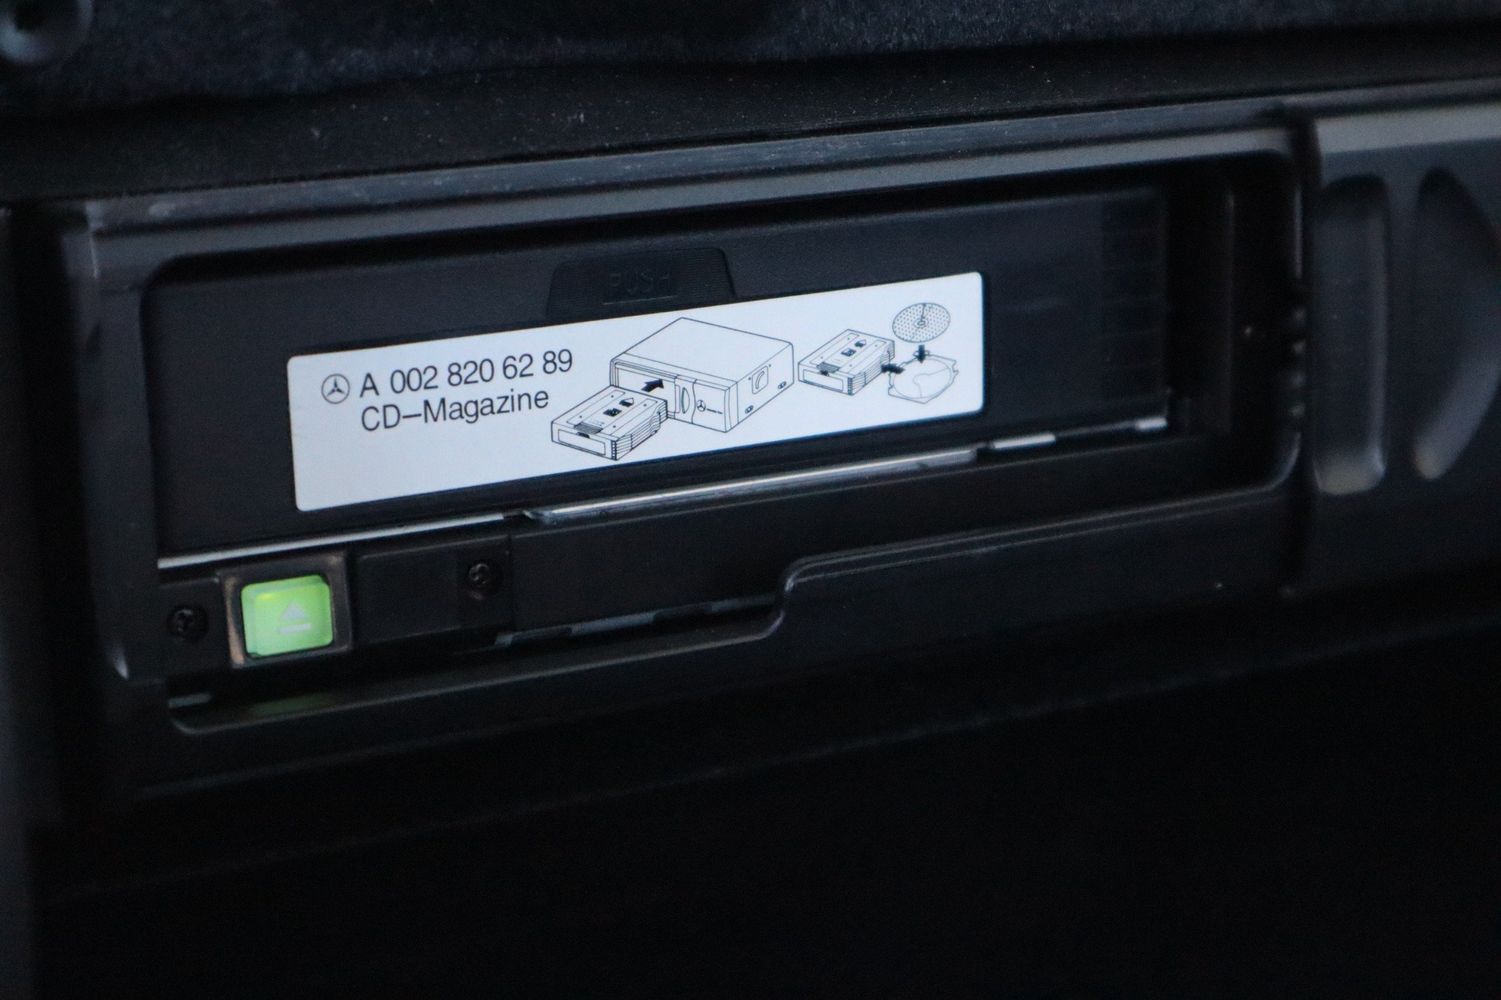 PUSH
A 002 820 62 89
CD–Magazine